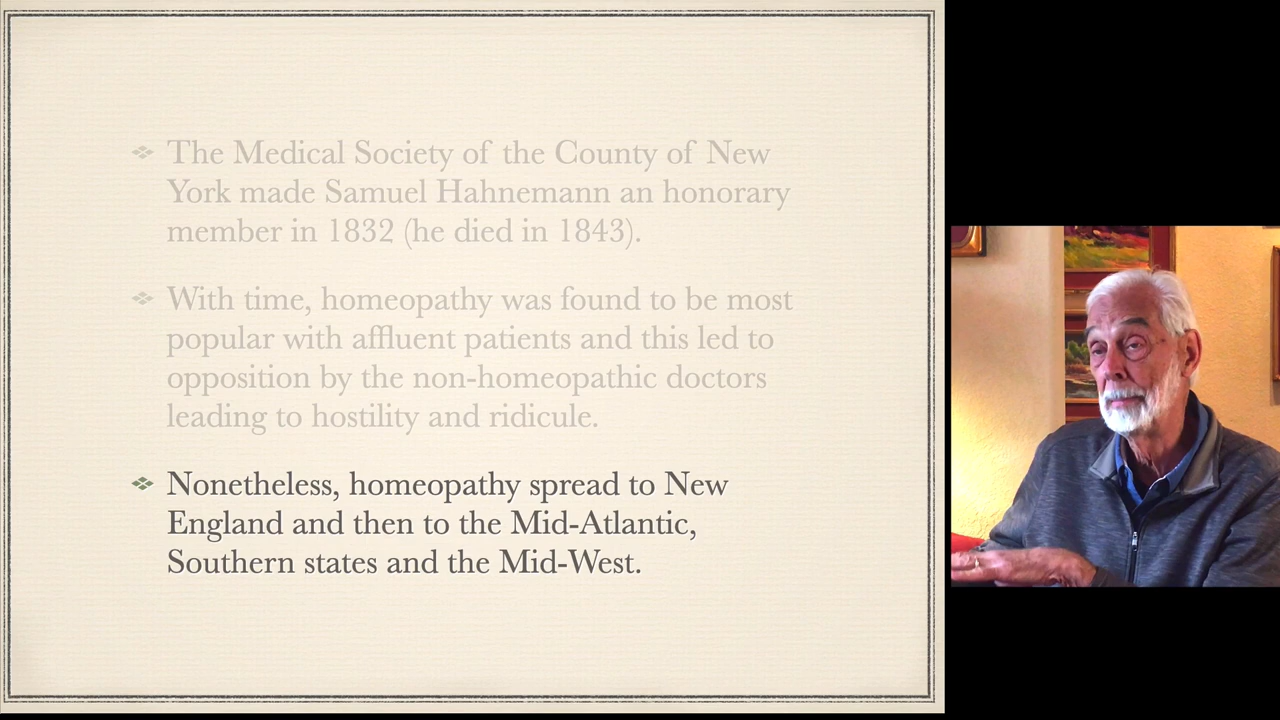 The Medical Society of the County of New
York made Samuel Hahnemann an honorary
member in 1832 (he died in 1843).
With time, homeopathy was found to be most
popular with affluent patients and this led to
opposition by the non-homeopathic doctors
leading to hostility and ridicule.
Nonetheless, homeopathy spread to New
England and then to the Mid-Atlantic,
Southern states and the Mid-West.